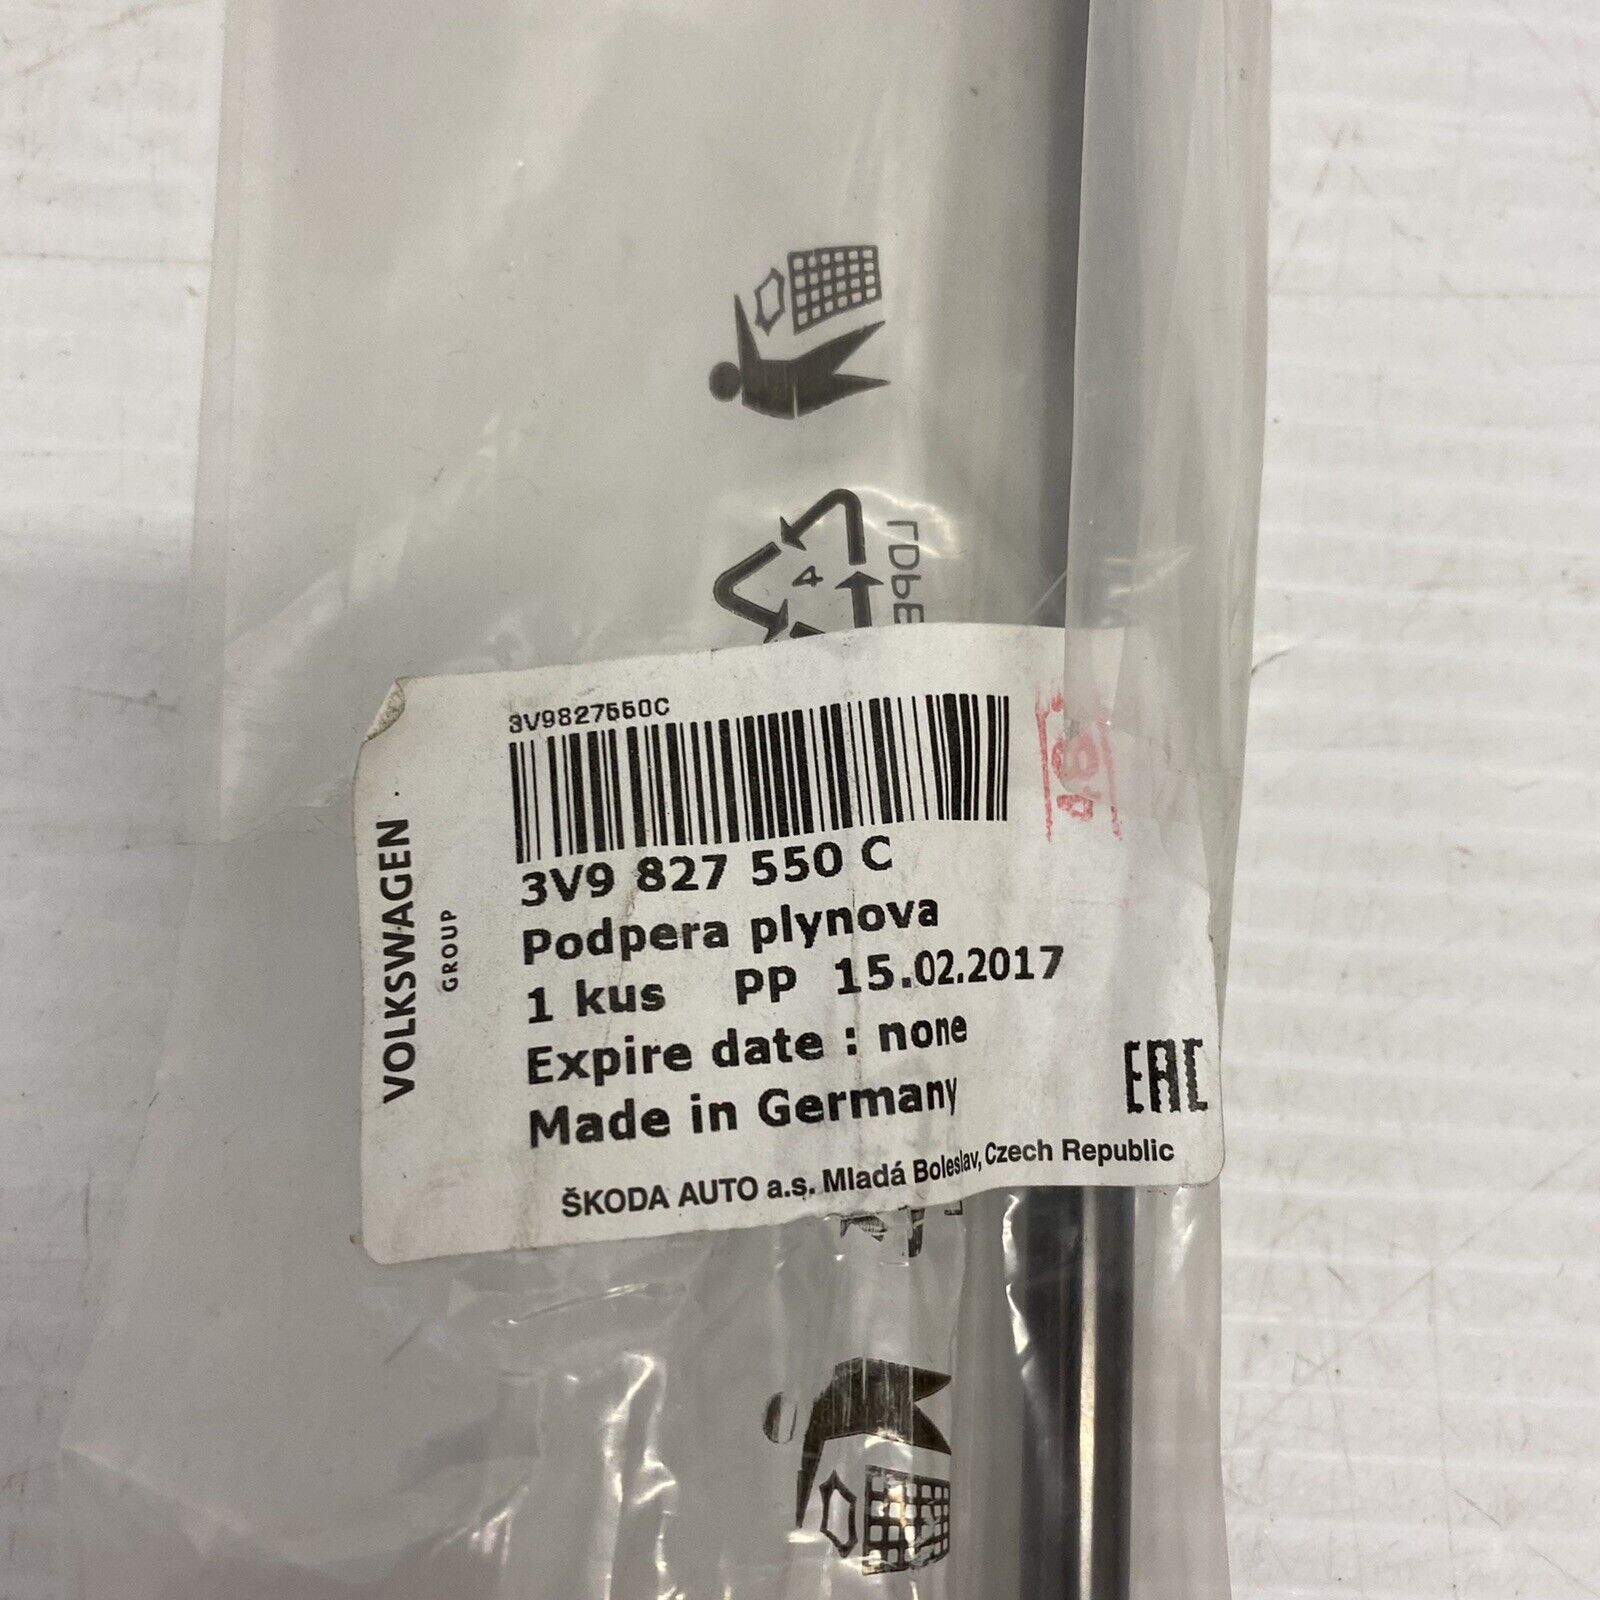 4
LDPE
3V9827550C
VOLKSWAGEN
GROUP
3V9 827 550 C
Podpera plynova
1 kus PP 15.02.2017
Expire date : none
Made in Germany
EAC
ŠKODA AUTO a.s. Mladá Boleslav, Czech Republic